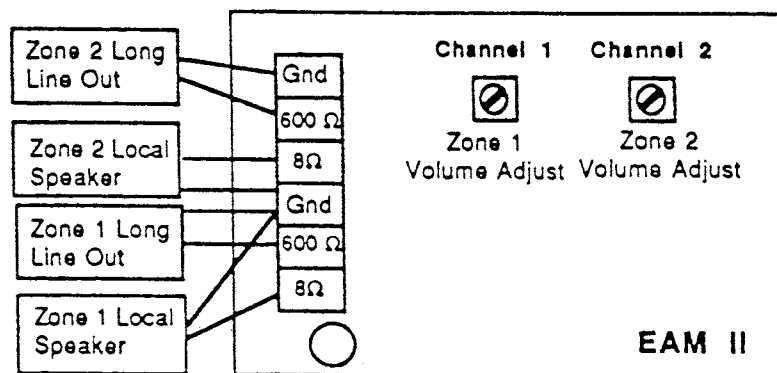 Zone 2 Long
Line Out
Zone 2 Local
Speaker
Zone 1 Long
Line Out
Zone 1 Local
Speaker
Gnd
600 Ω
8Ω
Gnd
600 Ω
8Ω
Channel 1
Zone 1
Volume Adjust
Channel 2
Zone 2
Volume Adjust
EAM II